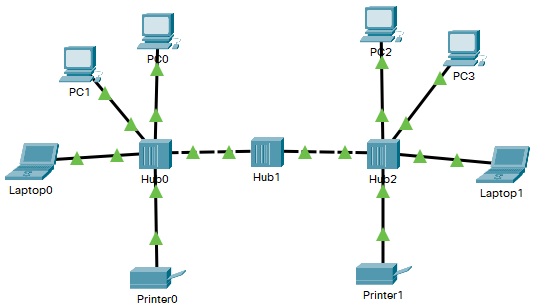 PC0
PC2
PC1
PC3
Hub0
Hub1
Hub2
Laptop0
Laptop1
Printer0
Printer1